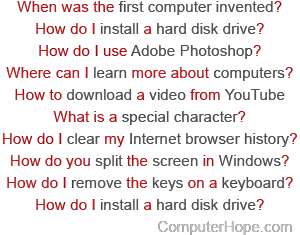 When was the first computer invented?
How do I install a hard disk drive?
How do I use Adobe Photoshop?
Where can I learn more about computers?
How to download a video from YouTube
What is a special character?
How do I clear my Internet browser history?
How do you split the screen in Windows?
How do I remove the keys on a keyboard?
How do I install a hard disk drive?
ComputerHope.com